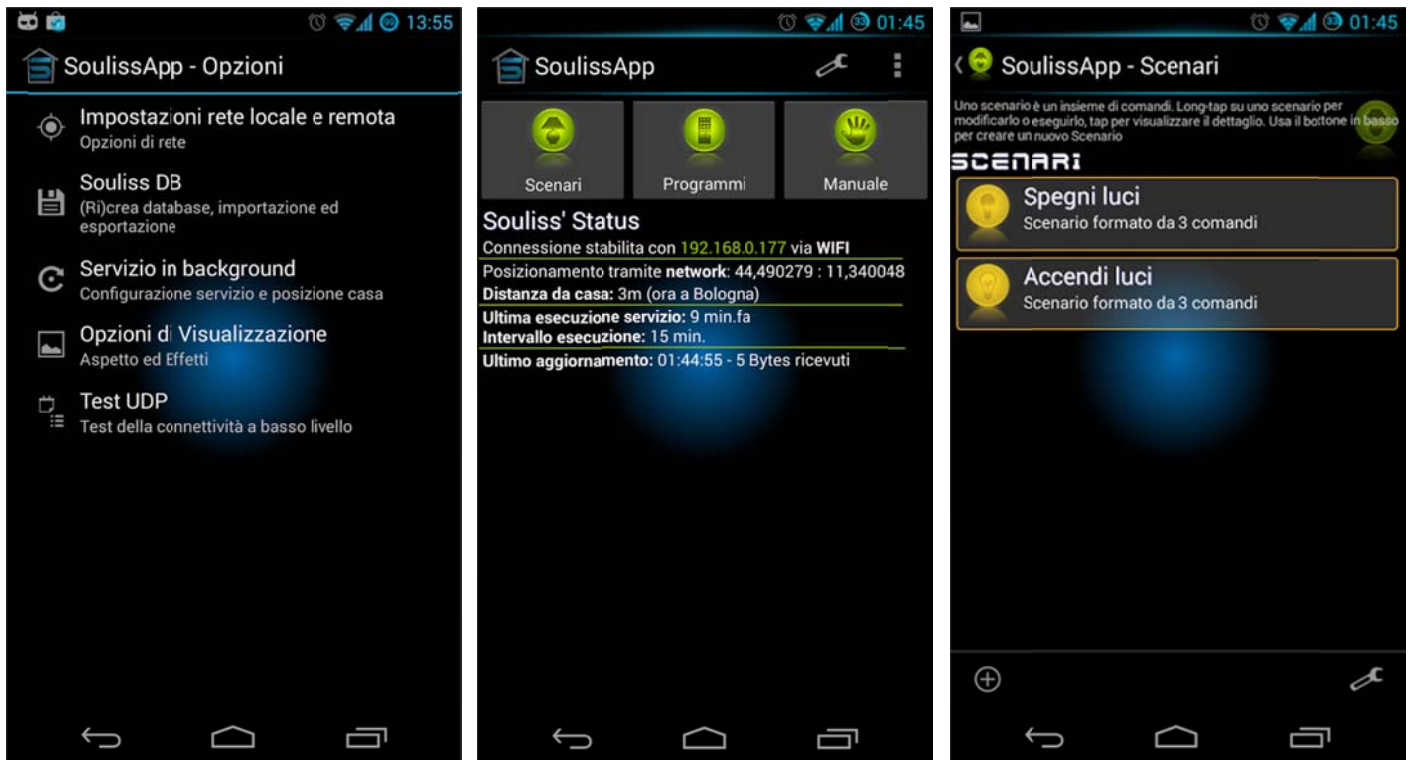 99 13:55
SoulissApp - Opzioni
Impostazioni rete locale e remota
Opzioni di rete
Souliss DB
(Ri)crea database, importazione ed
esportazione
Servizio in background
Configurazione servizio e posizione casa
Opzioni di Visualizzazione
Aspetto ed Effetti
Test UDP
Test della connettività a basso livello
39 01:45
SoulissApp
Scenari
Programmi
Manuale
Souliss' Status
Connessione stabilita con 192.168.0.177 via WIFI
Posizionamento tramite network: 44,490279 : 11,340048
Distanza da casa: 3m (ora a Bologna)
Ultima esecuzione servizio: 9 min.fa
Intervallo esecuzione: 15 min.
Ultimo aggiornamento: 01:44:55 - 5 Bytes ricevuti
39 01:45
SoulissApp - Scenari
Uno scenario è un insieme di comandi. Long-tap su uno scenario per
modificarlo o eseguirlo, tap per visualizzare il dettaglio. Usa il bottone in basso
per creare un nuovo Scenario
SCENARI
Spegni luci
Scenario formato da 3 comandi
Accendi luci
Scenario formato da 3 comandi